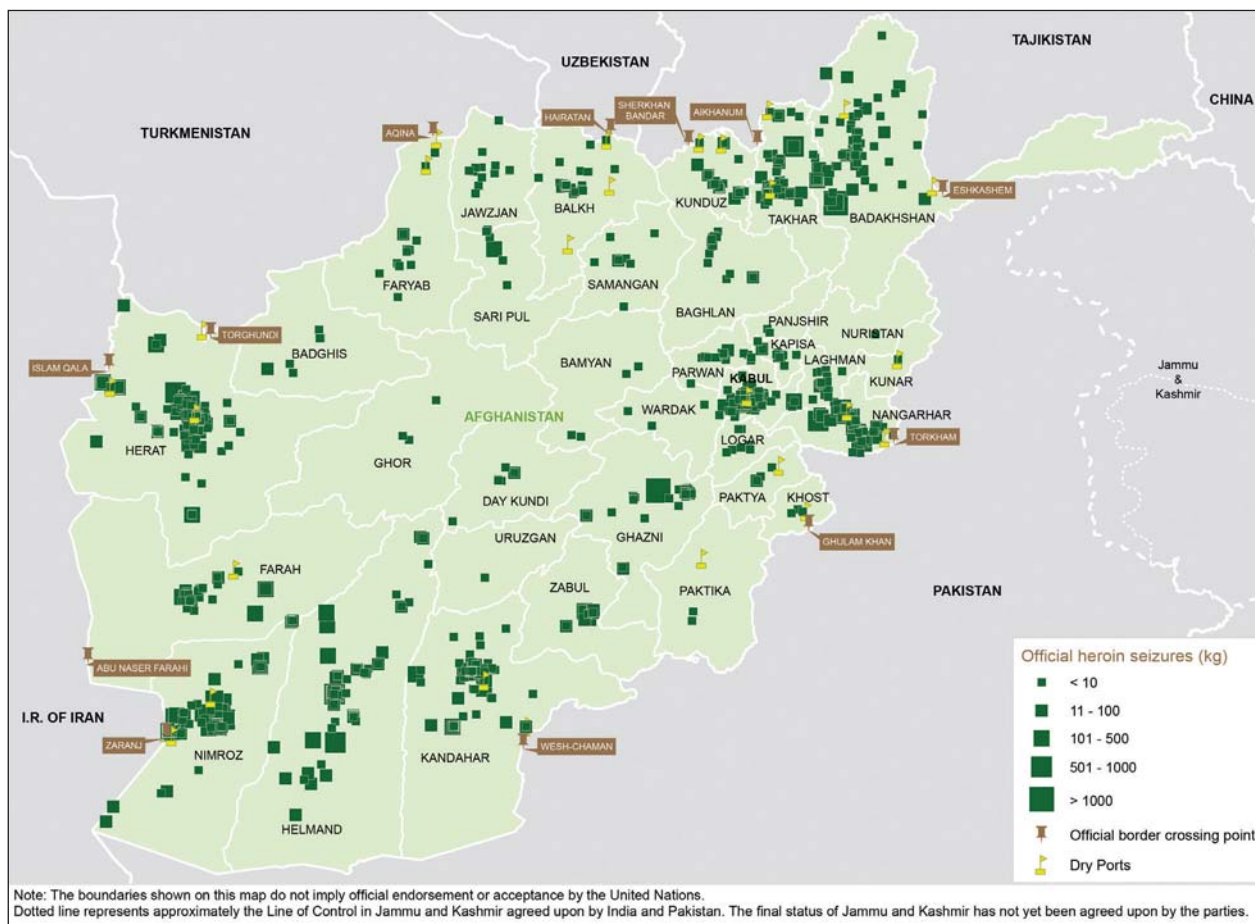 UZBEKISTAN
TAJIKISTAN
CHINA
TURKMENISTAN
AQINA
HAIRATAN
SHERKHAN
BANDAR
AIKHANUM
ESHKASHEM
JAWZJAN
BALKH
KUNDUZ
TAKHAR
BADAKHSHAN
FARYAB
SARI PUL
SAMANGAN
BAGHLAN
TORGHUNDI
ISLAM QALA
BADGHIS
BAMYAN
PANJSHIR
NURISTAN
KAPISA
PARWAN
LAGHMAN
KUNAR
KABUL
Jammu
&
Kashmir
AFGHANISTAN
WARDAK
NANGARHAR
TORKHAM
HERAT
GHOR
LOGAR
DAY KUNDI
PAKTYA
KHOST
URUZGAN
GHAZNI
GHULAM KHAN
FARAH
ZABUL
PAKTIKA
PAKISTAN
ABU NASER FARAHI
I.R. OF IRAN
ZARANJ
NIMROZ
KANDAHAR
WESH-CHAMAN
HELMAND
Official heroin seizures (kg)
< 10
11 - 100
101 - 500
501 - 1000
> 1000
Official border crossing point
Dry Ports
Note: The boundaries shown on this map do not imply official endorsement or acceptance by the United Nations.
Dotted line represents approximately the Line of Control in Jammu and Kashmir agreed upon by India and Pakistan. The final status of Jammu and Kashmir has not yet been agreed upon by the parties.